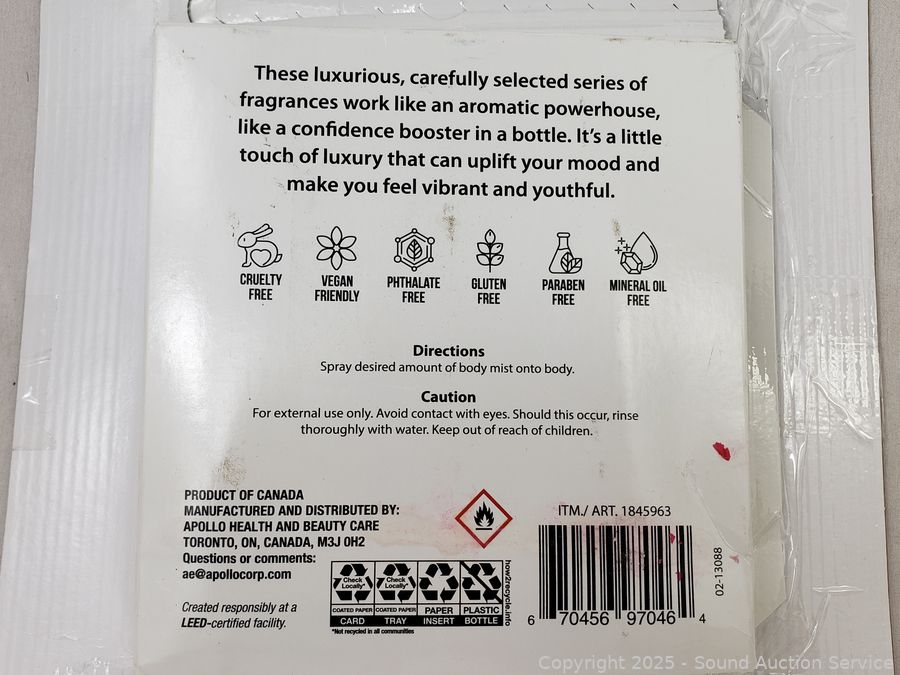 These luxurious, carefully selected series of
fragrances work like an aromatic powerhouse,
like a confidence booster in a bottle. It's a little
touch of luxury that can uplift your mood and
make you feel vibrant and youthful.
CRUELTY
FREE
VEGAN
FRIENDLY
PHTHALATE
FREE
GLUTEN
FREE
PARABEN
FREE
MINERAL OIL
FREE
Directions
Spray desired amount of body mist onto body.
Caution
For external use only. Avoid contact with eyes. Should this occur, rinse
thoroughly with water. Keep out of reach of children.
PRODUCT OF CANADA
MANUFACTURED AND DISTRIBUTED BY:
APOLLO HEALTH AND BEAUTY CARE
TORONTO, ON, CANADA, M3J 0H2
Questions or comments:
ae@apollocorp.com
Created responsibly at a
LEED-certified facility.
Check
Locally*
COATED PAPER
CARD
Check
Locally*
COATED PAPER
TRAY
PAPER
INSERT
PLASTIC
BOTTLE
*Not recycled in all communities
how2recycle.info
ITM./ ART. 1845963
6 70456 97046 4
02-13088
Copyright 2025 - Sound Auction Service